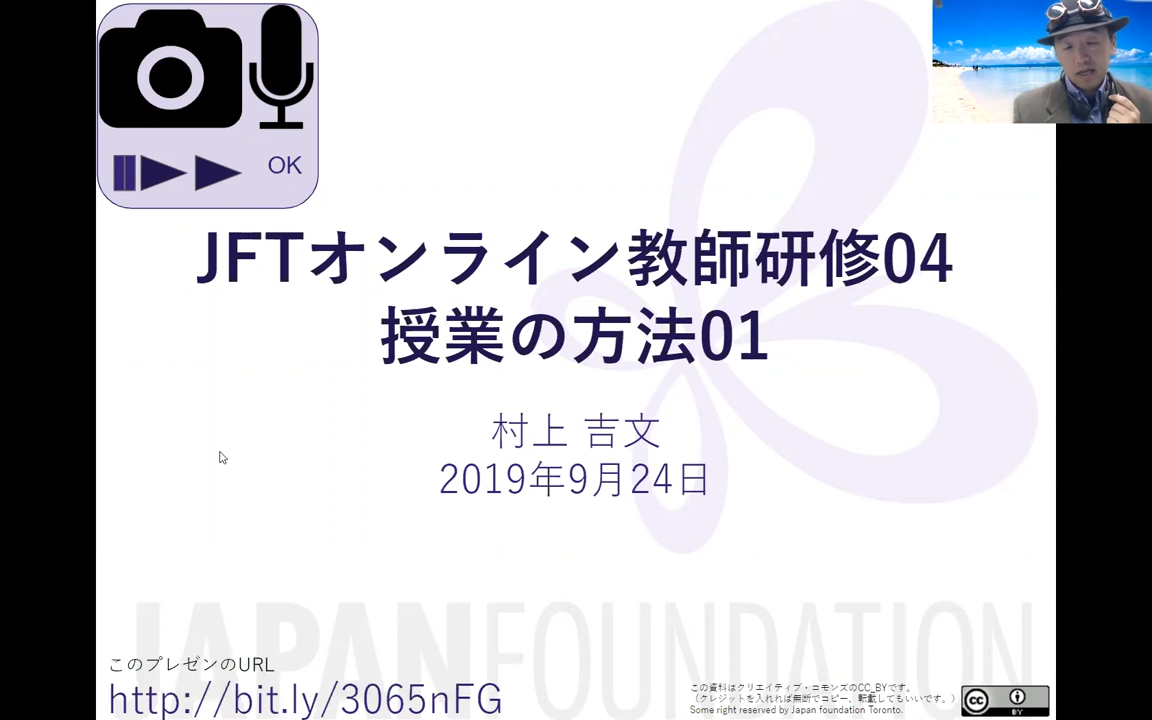 OK
JFTオンライン教師研修04
授業の方法01
村上 吉文
2019年9月24日
JAPANFOUNDATION
このプレゼンのURL
http://bit.ly/3065nFG
この資料はクリエイティブ・コモンズのCC_BYです。
（クレジットを入れれば無断でコピー、転載してもいいです。）
Some right reserved by Japan foundation Toronto.
cc
BY